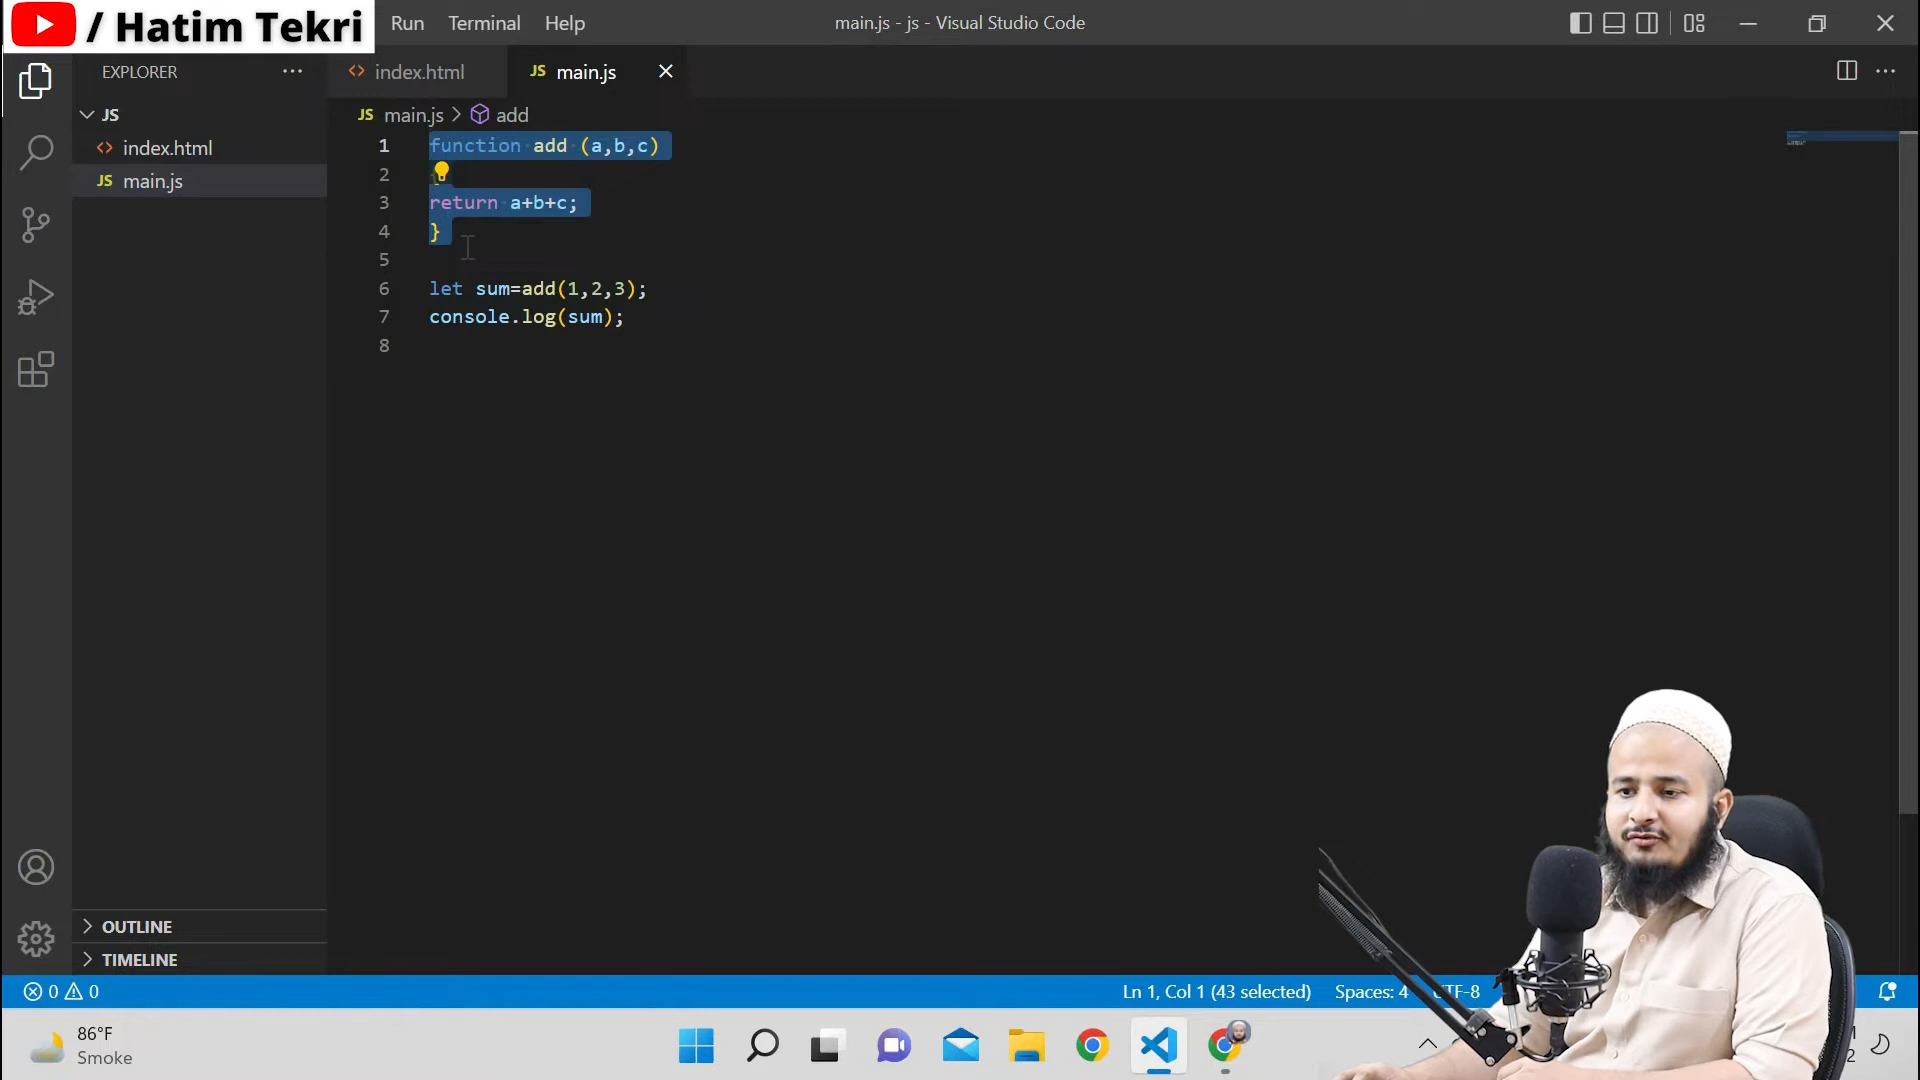 / Hatim Tekri
Run Terminal Help
main.js - js - Visual Studio Code
EXPLORER
JS
index.html
JS main.js
OUTLINE
TIMELINE
index.html
JS main.js
JS main.js > add
1 function add (a,b,c)
2
3 return a+b+c;
4 }
5
6 let sum=add(1,2,3);
7 console.log(sum);
8
0 0
Ln 1, Col 1 (43 selected) Spaces: 4
86°F
Smoke